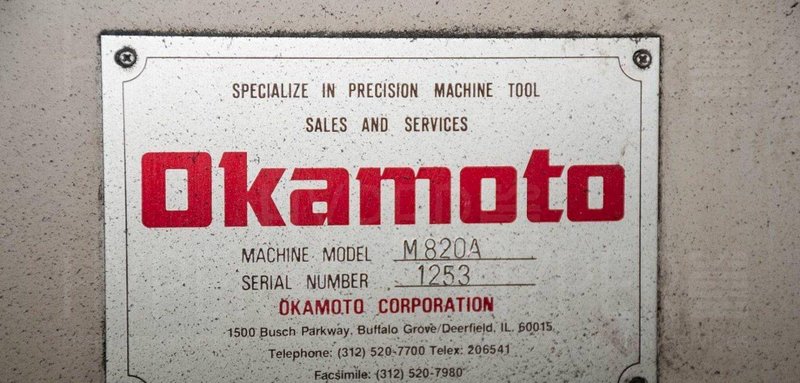 SPECIALIZE IN PRECISION MACHINE TOOL
SALES AND SERVICES
Okamoto
MACHINE MODEL M820A
SERIAL NUMBER 1253
OKAMOTO CORPORATION
1500 Busch Parkway, Buffalo Grove/Deerfield, IL. 60015
Telephone: (312) 520-7700 Telex: 206541
Facsimile: (312) 520-7980